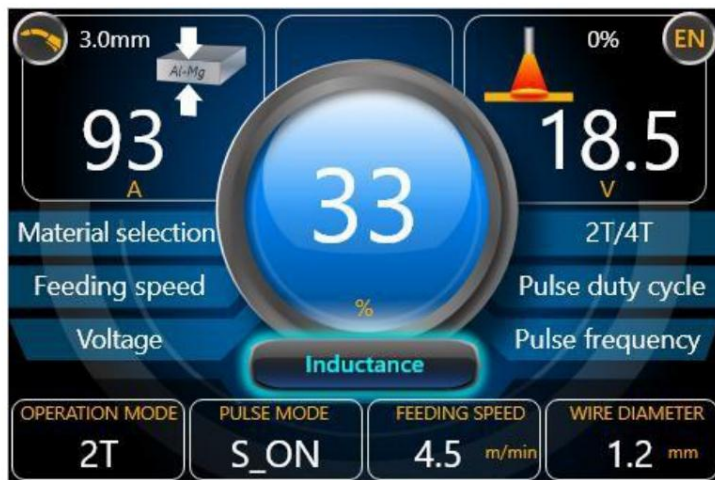 3.0mm
Al-Mg
93
A
0%
EN
18.5
V
33
%
Material selection
Feeding speed
Voltage
2T/4T
Pulse duty cycle
Pulse frequency
Inductance
OPERATION MODE
2T
PULSE MODE
S_ON
FEEDING SPEED
4.5 m/min
WIRE DIAMETER
1.2 mm